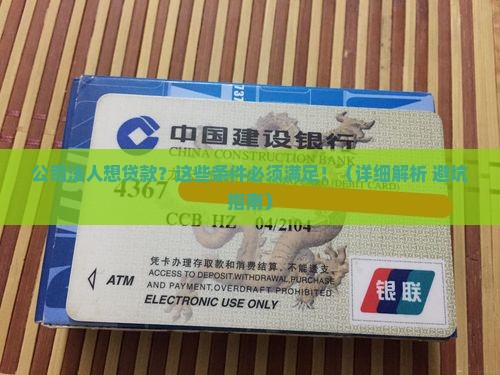 737
中国建设银行
CHINA CONSTRUCTION BANK
公司法人想贷款?这些条件必须满足!(详细解析 避坑
指南)
4367
CCB HZ 04/2104
凭卡办理存取款和消费结算,不能透支
ATM
ACCESS TO DEPOSIT.WITHDRAWAL.PURCHASE
AND PAYMENT.OVERDRAFT PROHIBITED.
ELECTRONIC USE ONLY
银联